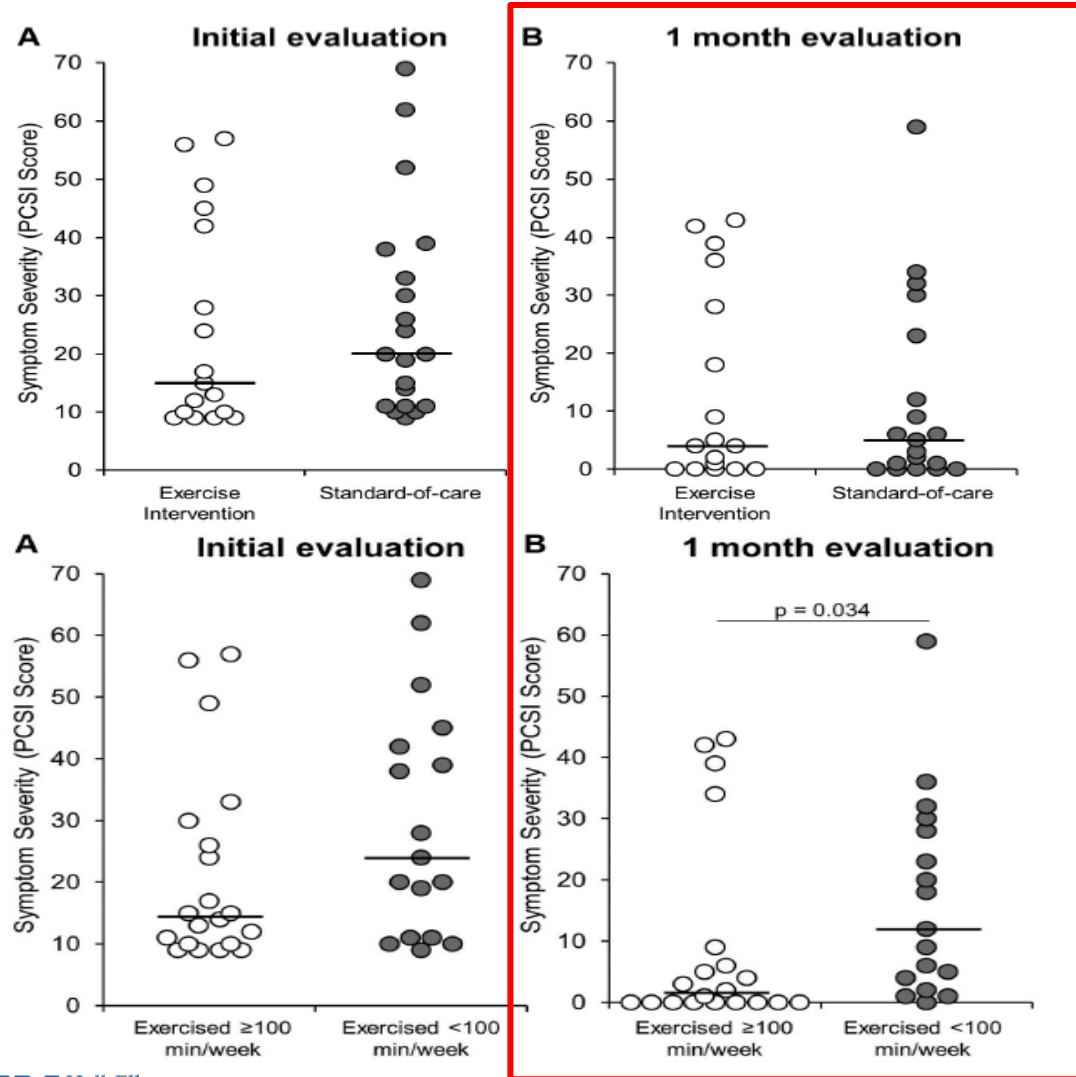 A Initial evaluation
70
60
50
40
30
20
10
0
Symptom Severity (PCSI Score)
Exercise
Intervention
Standard-of-care
B 1 month evaluation
70
60
50
40
30
20
10
0
Symptom Severity (PCSI Score)
Exercise
Intervention
Standard-of-care
A Initial evaluation
70
60
50
40
30
20
10
0
Symptom Severity (PCSI Score)
Exercised ≥100
min/week
Exercised <100
min/week
B 1 month evaluation
70
60
50
40
30
20
10
0
Symptom Severity (PCSI Score)
p = 0.034
Exercised ≥100
min/week
Exercised <100
min/week